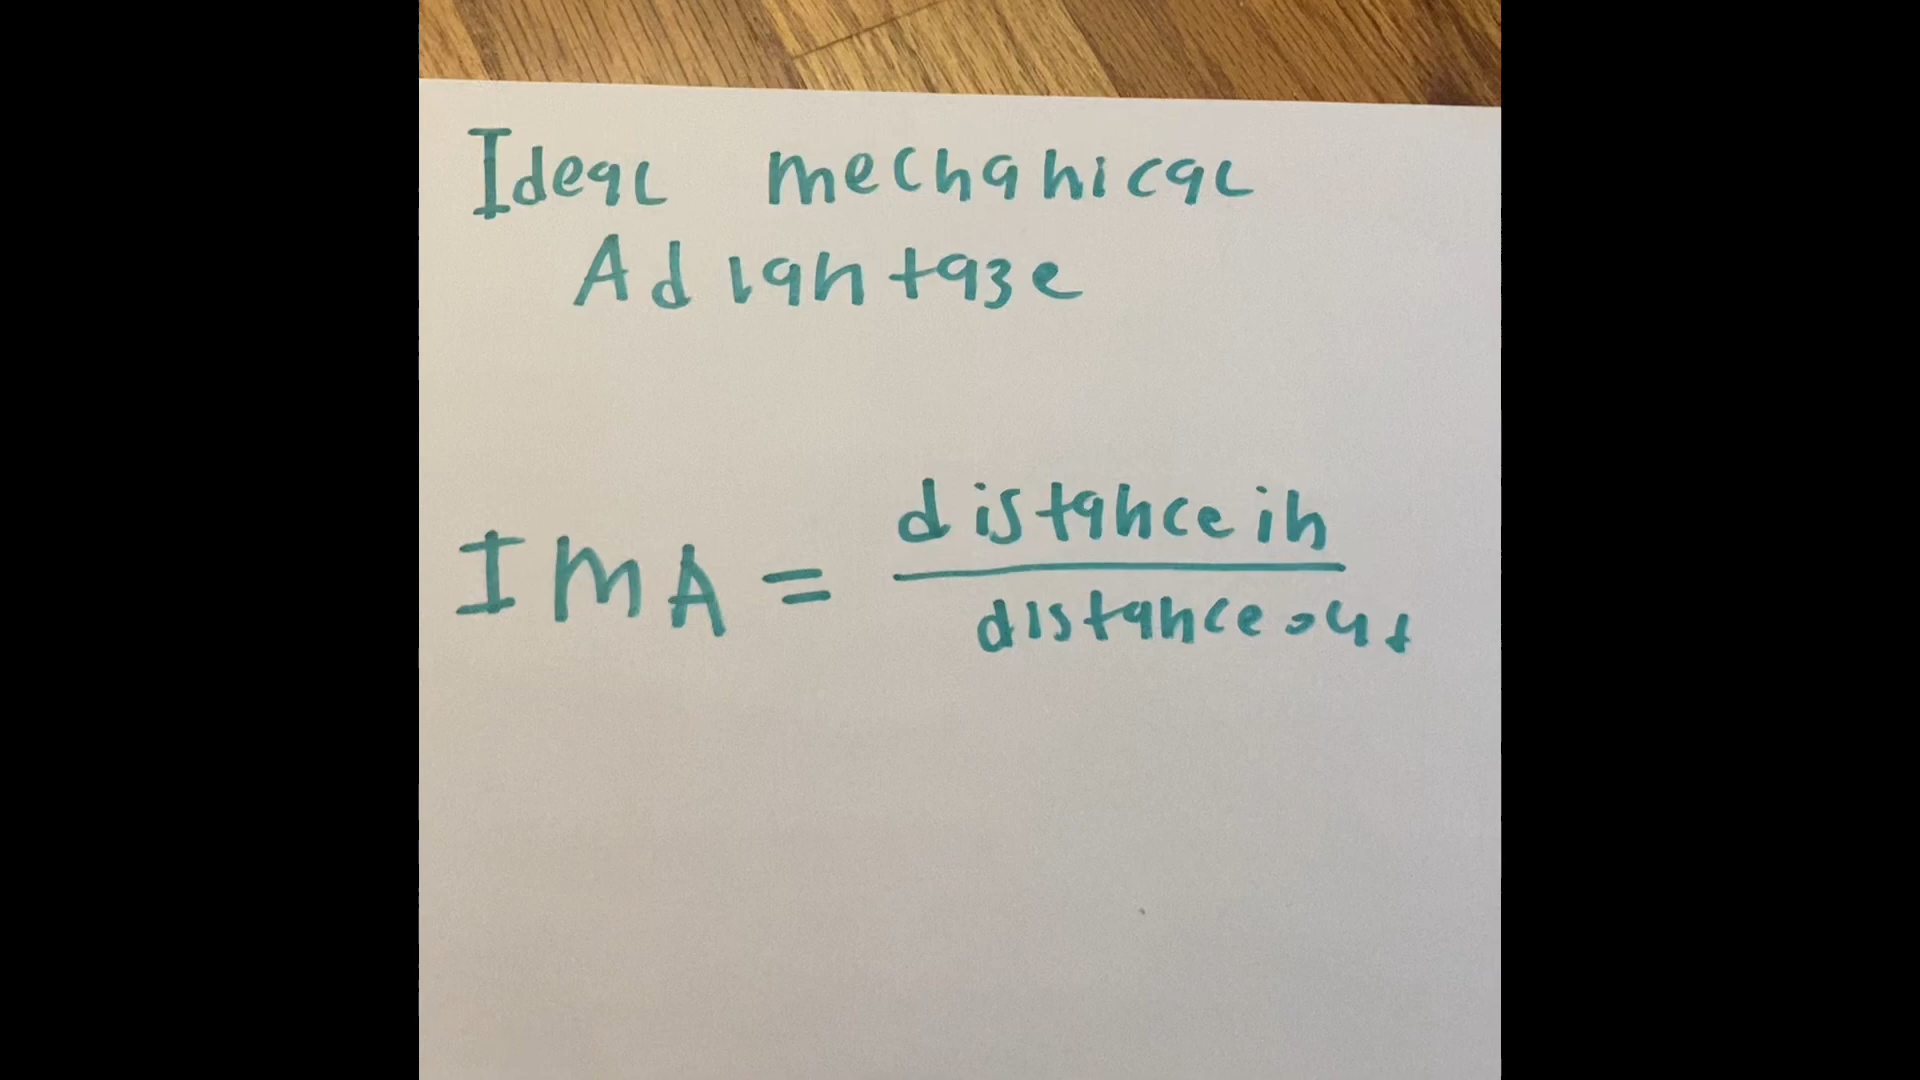 Ideal mechanical
Advantage
IMA = distance in
distance out